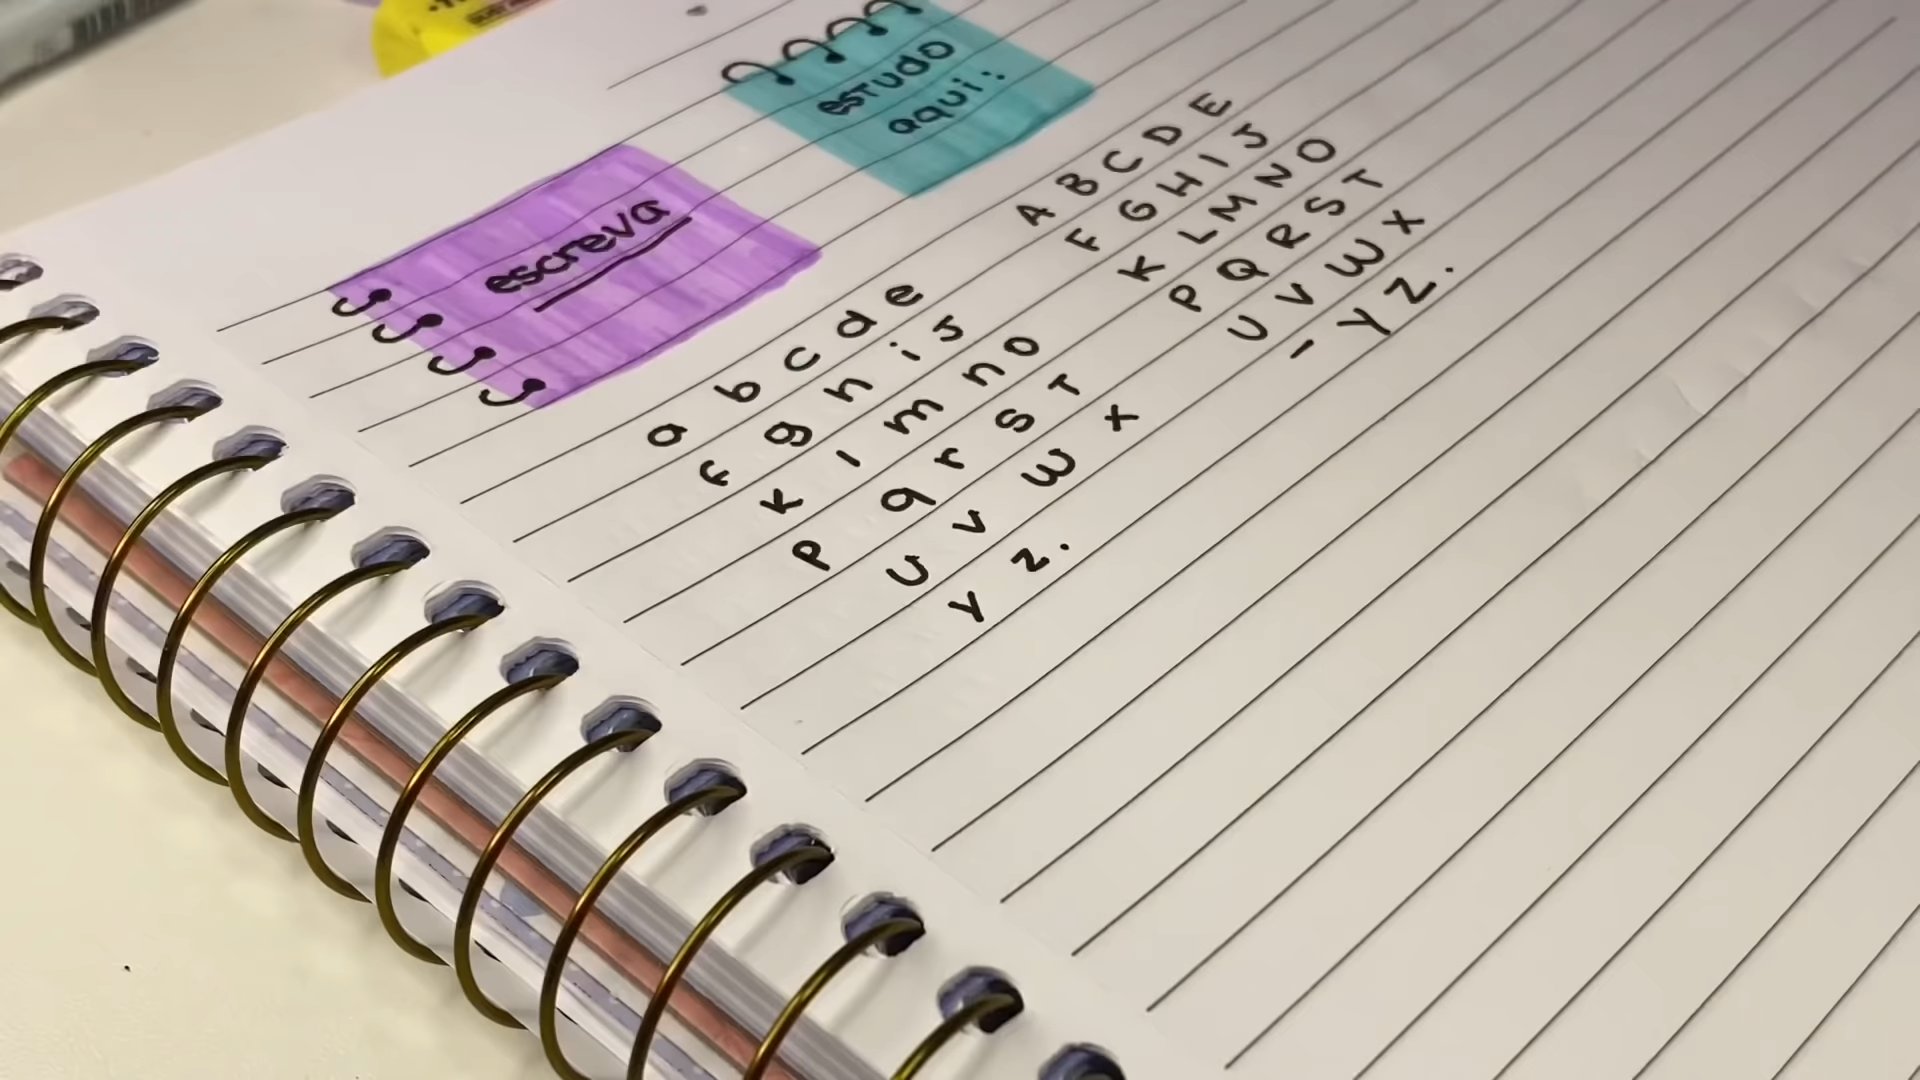 estudo
aqui:
escreva
a b c d e
f g h i j
k l m n o
p q r s t
u v w x
y z.
A B C D E
F G H I J
K L M N O
P Q R S T
U V W X
- Y Z.